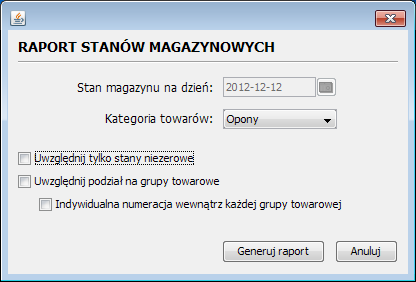 RAPORT STANÓW MAGAZYNOWYCH
Stan magazynu na dzień: 2012-12-12
Kategoria towarów: Opony
Uwzględnij tylko stany niezerowe
Uwzględnij podział na grupy towarowe
Indywidualna numeracja wewnątrz każdej grupy towarowej
Generuj raport Anuluj